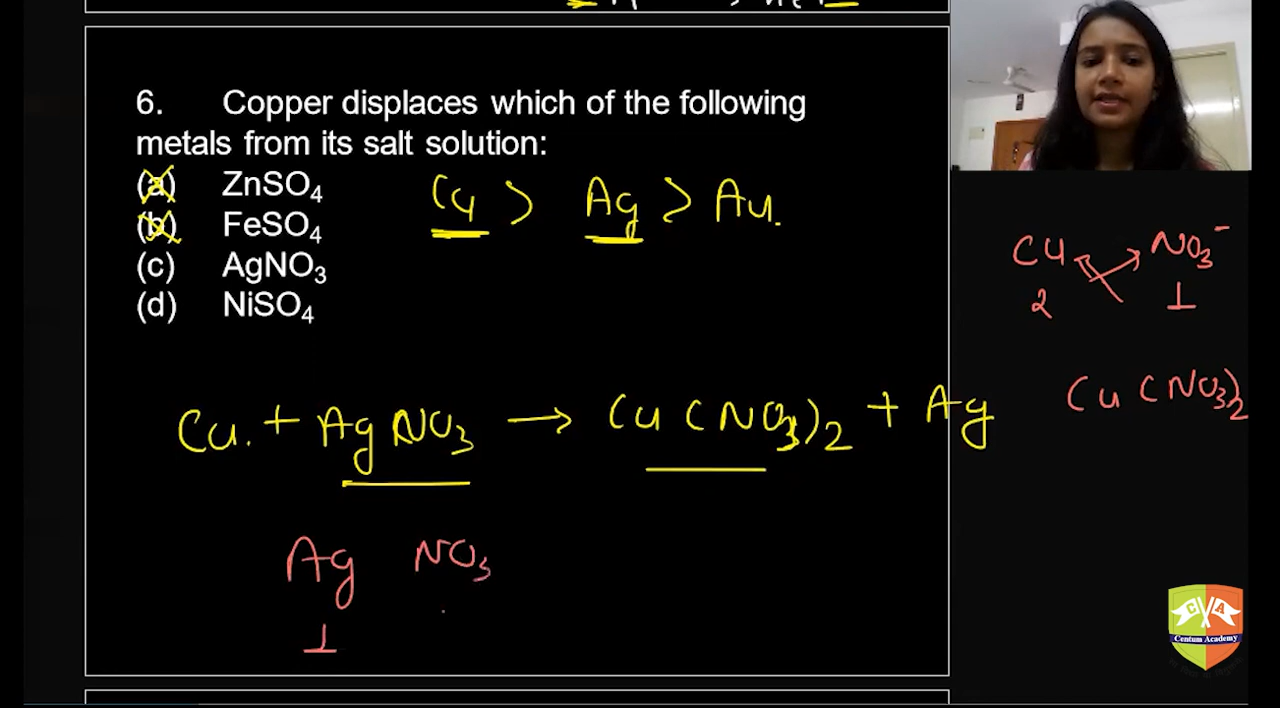 6. Copper displaces which of the following
metals from its salt solution:
(a) ZnSO₄
(b) FeSO₄
(c) AgNO₃
(d) NiSO₄
Cu > Ag > Au.
Cu NO₃⁻
2 1
Cu (NO₃)₂
Cu. + AgNO₃ → Cu (NO₃)₂ + Ag
Ag NO₃
1
CA
Centum Academy